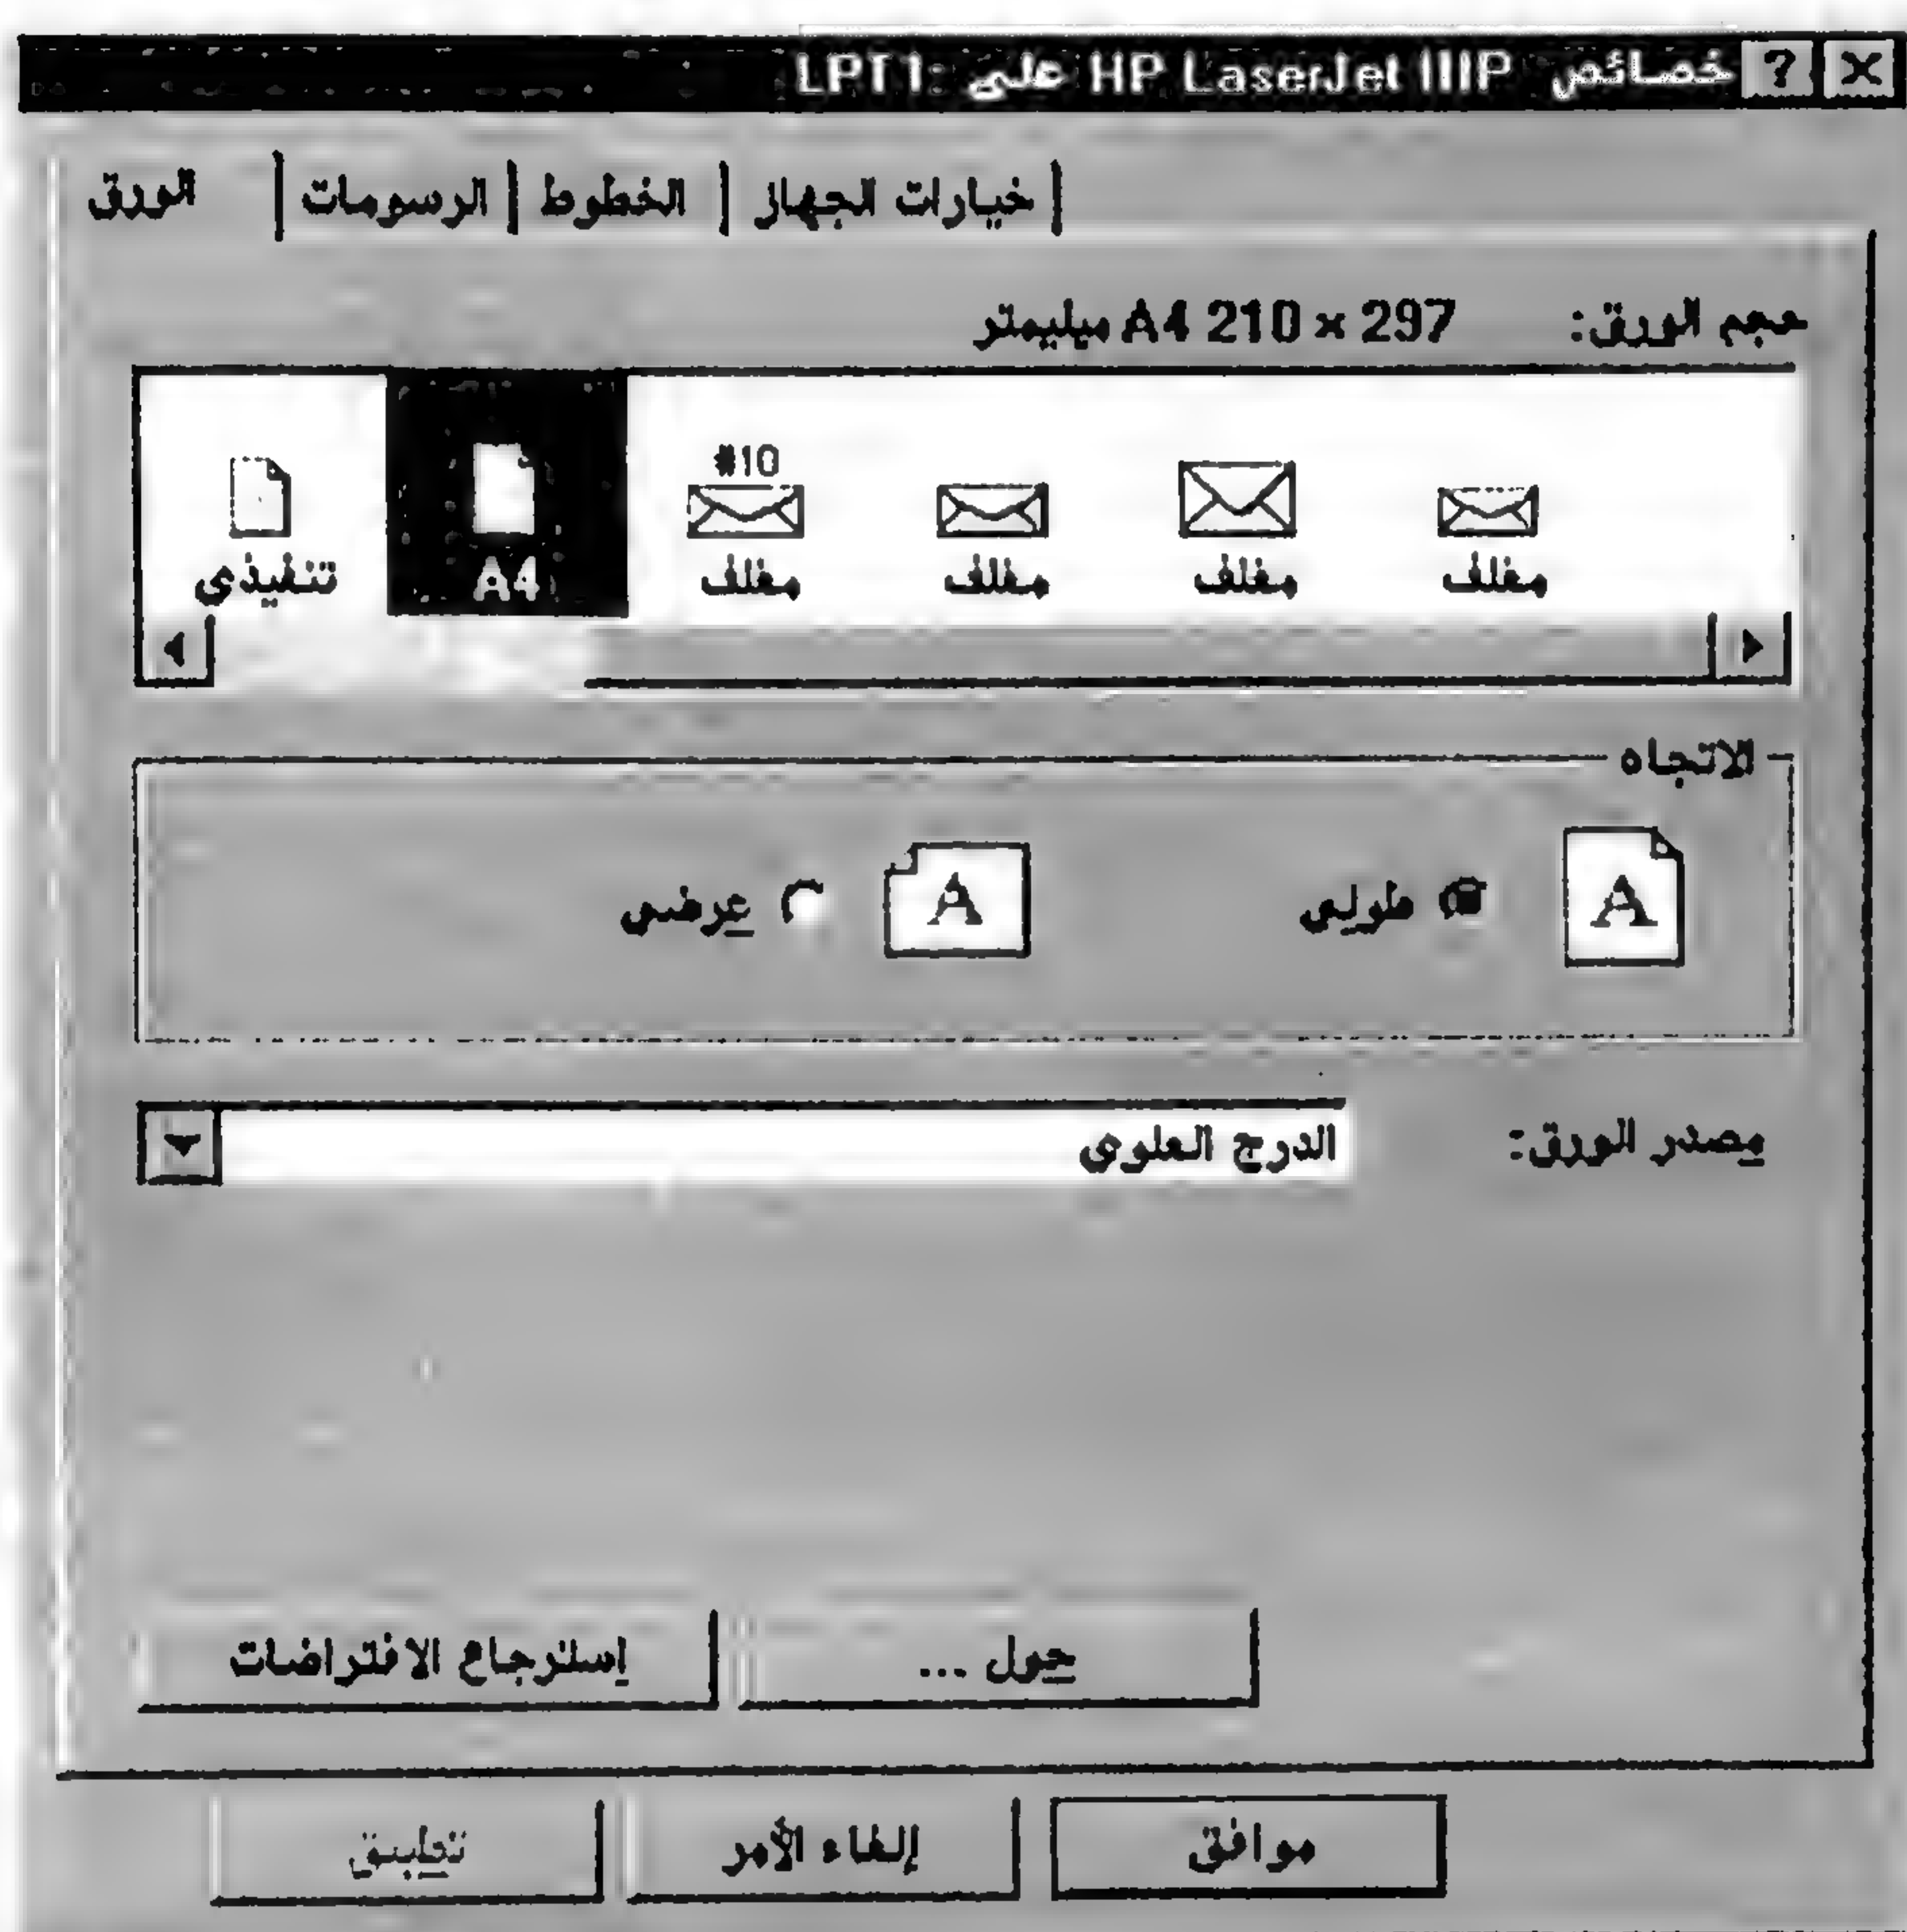 خصائص HP LaserJet IIIP على LPT1:
الورق الرسومات الخطوط خيارات الجهاز
حجم الورق: A4 210 × 297 ميليمتر
#10
تنفيذي A4 مغلف مغلف مغلف مغلف
الاتجاه
A طولي A عرضي
مصدر الورق: الدرج العلوي
حول ... إسترجاع الافتراضات
موافق إلغاء الأمر تطبيق